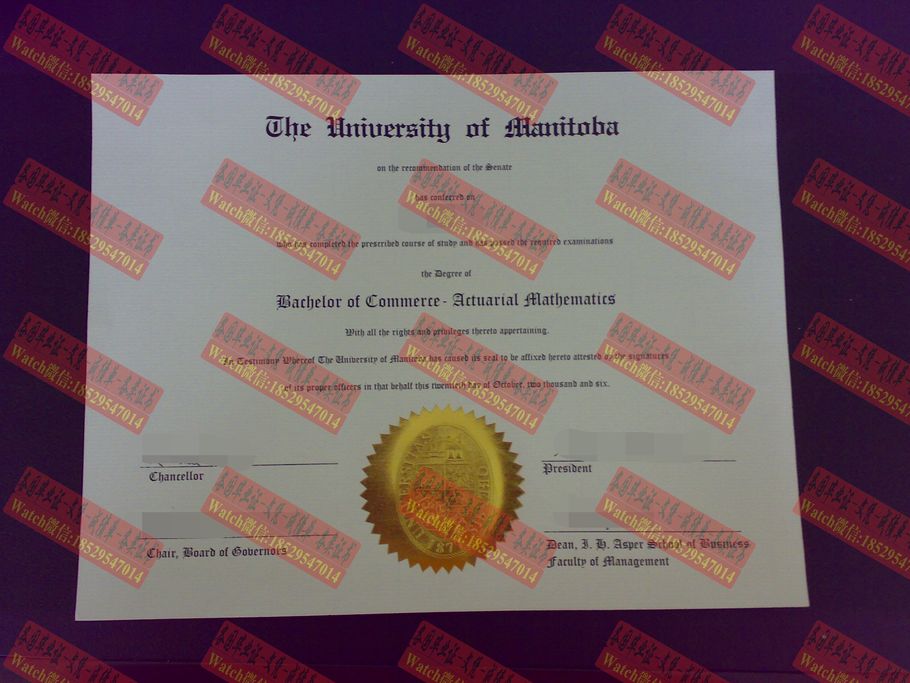 The University of Manitoba
on the recommendation of the Senate
has conferred on
who has completed the prescribed course of study and has passed the required examinations
the Degree of
Bachelor of Commerce - Actuarial Mathematics
With all the rights and privileges thereto appertaining.
In Testimony Whereof The University of Manitoba has caused its seal to be affixed hereto attested by the signatures
of its proper officers in that behalf this twentieth day of October, two thousand and six.
Chancellor
President
Chair, Board of Governors
Dean, I. H. Asper School of Business
Faculty of Management
Watch微信:18529547014